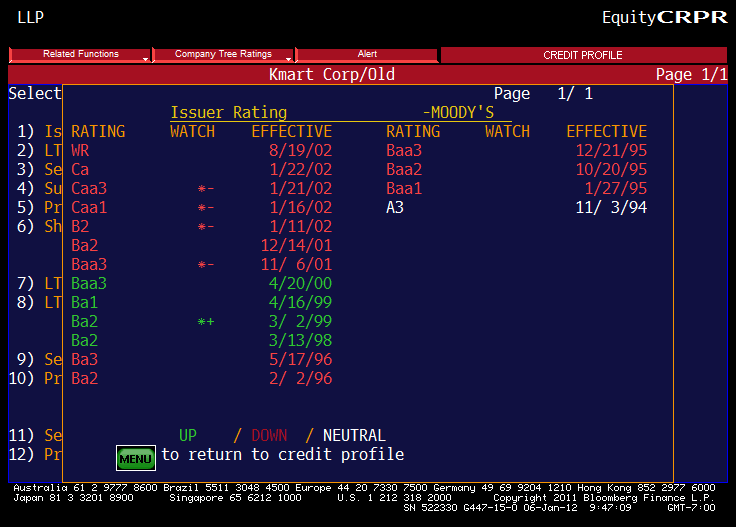 LLP EquityCRPR
Related Functions Company Tree Ratings Alert CREDIT PROFILE
Kmart Corp/Old Page 1/1
Select Page 1/ 1
Issuer Rating -MOODY'S
1) Is RATING WATCH EFFECTIVE RATING WATCH EFFECTIVE
2) LT WR 8/19/02 Baa3 12/21/95
3) Se Ca 1/22/02 Baa2 10/20/95
4) Su Caa3 *- 1/21/02 Baa1 1/27/95
5) Pr Caa1 *- 1/16/02 A3 11/ 3/94
6) Sh B2 *- 1/11/02
Ba2 12/14/01
Baa3 *- 11/ 6/01
7) LT Baa3 4/20/00
8) LT Ba1 4/16/99
Ba2 *+ 3/ 2/99
Ba2 3/13/98
9) Se Ba3 5/17/96
10) Pr Ba2 2/ 2/96
11) Se UP / DOWN / NEUTRAL
12) Pr MENU to return to credit profile
Australia 61 2 9777 8600 Brazil 5511 3048 4500 Europe 44 20 7330 7500 Germany 49 69 9204 1210 Hong Kong 852 2977 6000
Japan 81 3 3201 8900 Singapore 65 6212 1000 U.S. 1 212 318 2000 Copyright 2011 Bloomberg Finance L.P.
SN 522330 G447-15-0 06-Jan-12 9:47:09 GMT-7:00